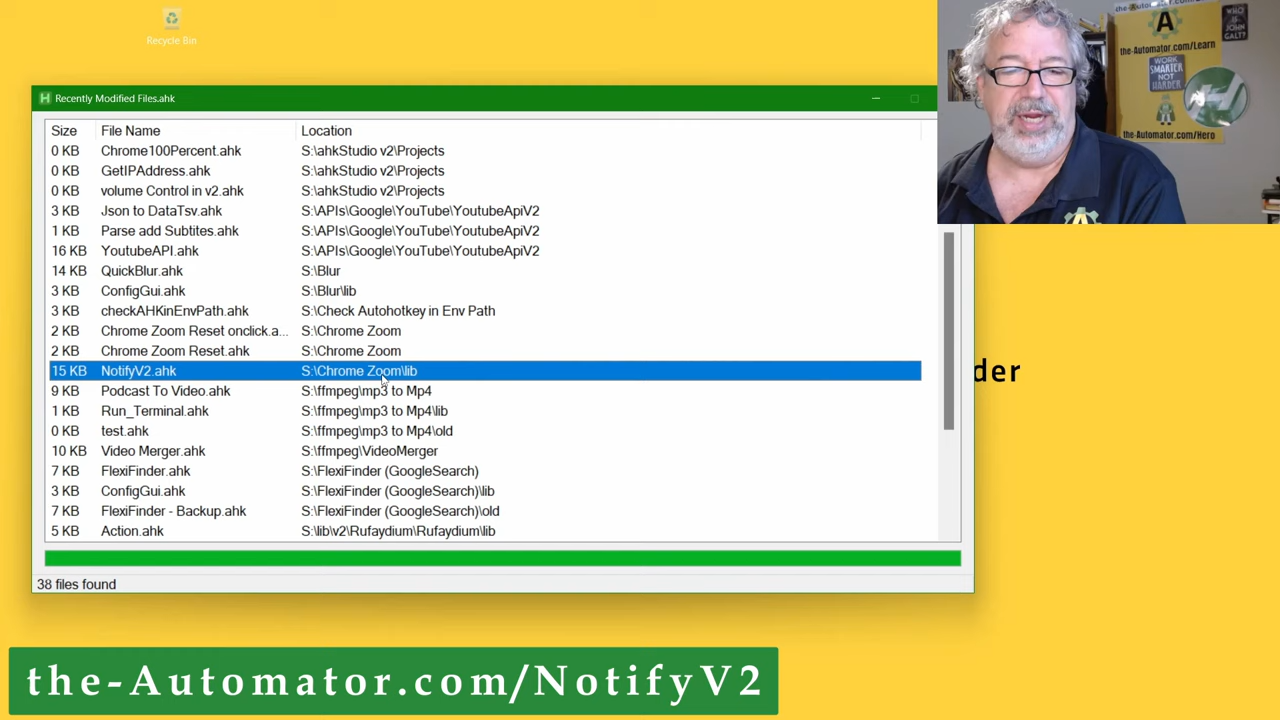 Recycle Bin
Recently Modified Files.ahk
Size File Name Location
0 KB Chrome100Percent.ahk S:\ahkStudio v2\Projects
0 KB GetIPAddress.ahk S:\ahkStudio v2\Projects
0 KB volume Control in v2.ahk S:\ahkStudio v2\Projects
3 KB Json to DataTsv.ahk S:\APIs\Google\YouTube\YoutubeApiV2
1 KB Parse add Subtites.ahk S:\APIs\Google\YouTube\YoutubeApiV2
16 KB YoutubeAPI.ahk S:\APIs\Google\YouTube\YoutubeApiV2
14 KB QuickBlur.ahk S:\Blur
3 KB ConfigGui.ahk S:\Blur\lib
3 KB checkAHKinEnvPath.ahk S:\Check Autohotkey in Env Path
2 KB Chrome Zoom Reset onclick.a... S:\Chrome Zoom
2 KB Chrome Zoom Reset.ahk S:\Chrome Zoom
15 KB NotifyV2.ahk S:\Chrome Zoom\lib
9 KB Podcast To Video.ahk S:\ffmpeg\mp3 to Mp4
1 KB Run_Terminal.ahk S:\ffmpeg\mp3 to Mp4\lib
0 KB test.ahk S:\ffmpeg\mp3 to Mp4\old
10 KB Video Merger.ahk S:\ffmpeg\VideoMerger
7 KB FlexiFinder.ahk S:\FlexiFinder (GoogleSearch)
3 KB ConfigGui.ahk S:\FlexiFinder (GoogleSearch)\lib
7 KB FlexiFinder - Backup.ahk S:\FlexiFinder (GoogleSearch)\old
5 KB Action.ahk S:\lib\v2\Rufaydium\Rufaydium\lib
38 files found
der
A
WHO IS JOHN GALT?
the-Automator.com/Learn
WORK SMARTER NOT HARDER
the-Automator.com/Hero
the-Automator.com/NotifyV2